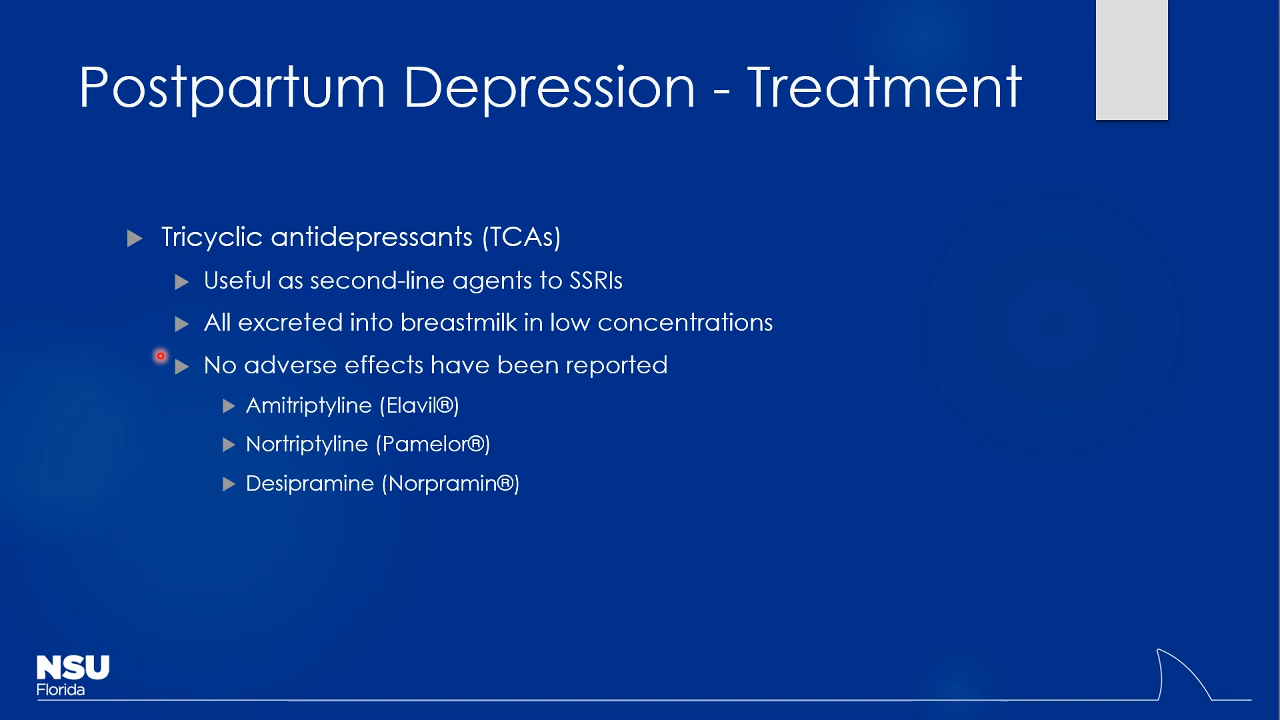 Postpartum Depression - Treatment
Tricyclic antidepressants (TCAs)
Useful as second-line agents to SSRIs
All excreted into breastmilk in low concentrations
No adverse effects have been reported
Amitriptyline (Elavil®)
Nortriptyline (Pamelor®)
Desipramine (Norpramin®)
NSU
Florida